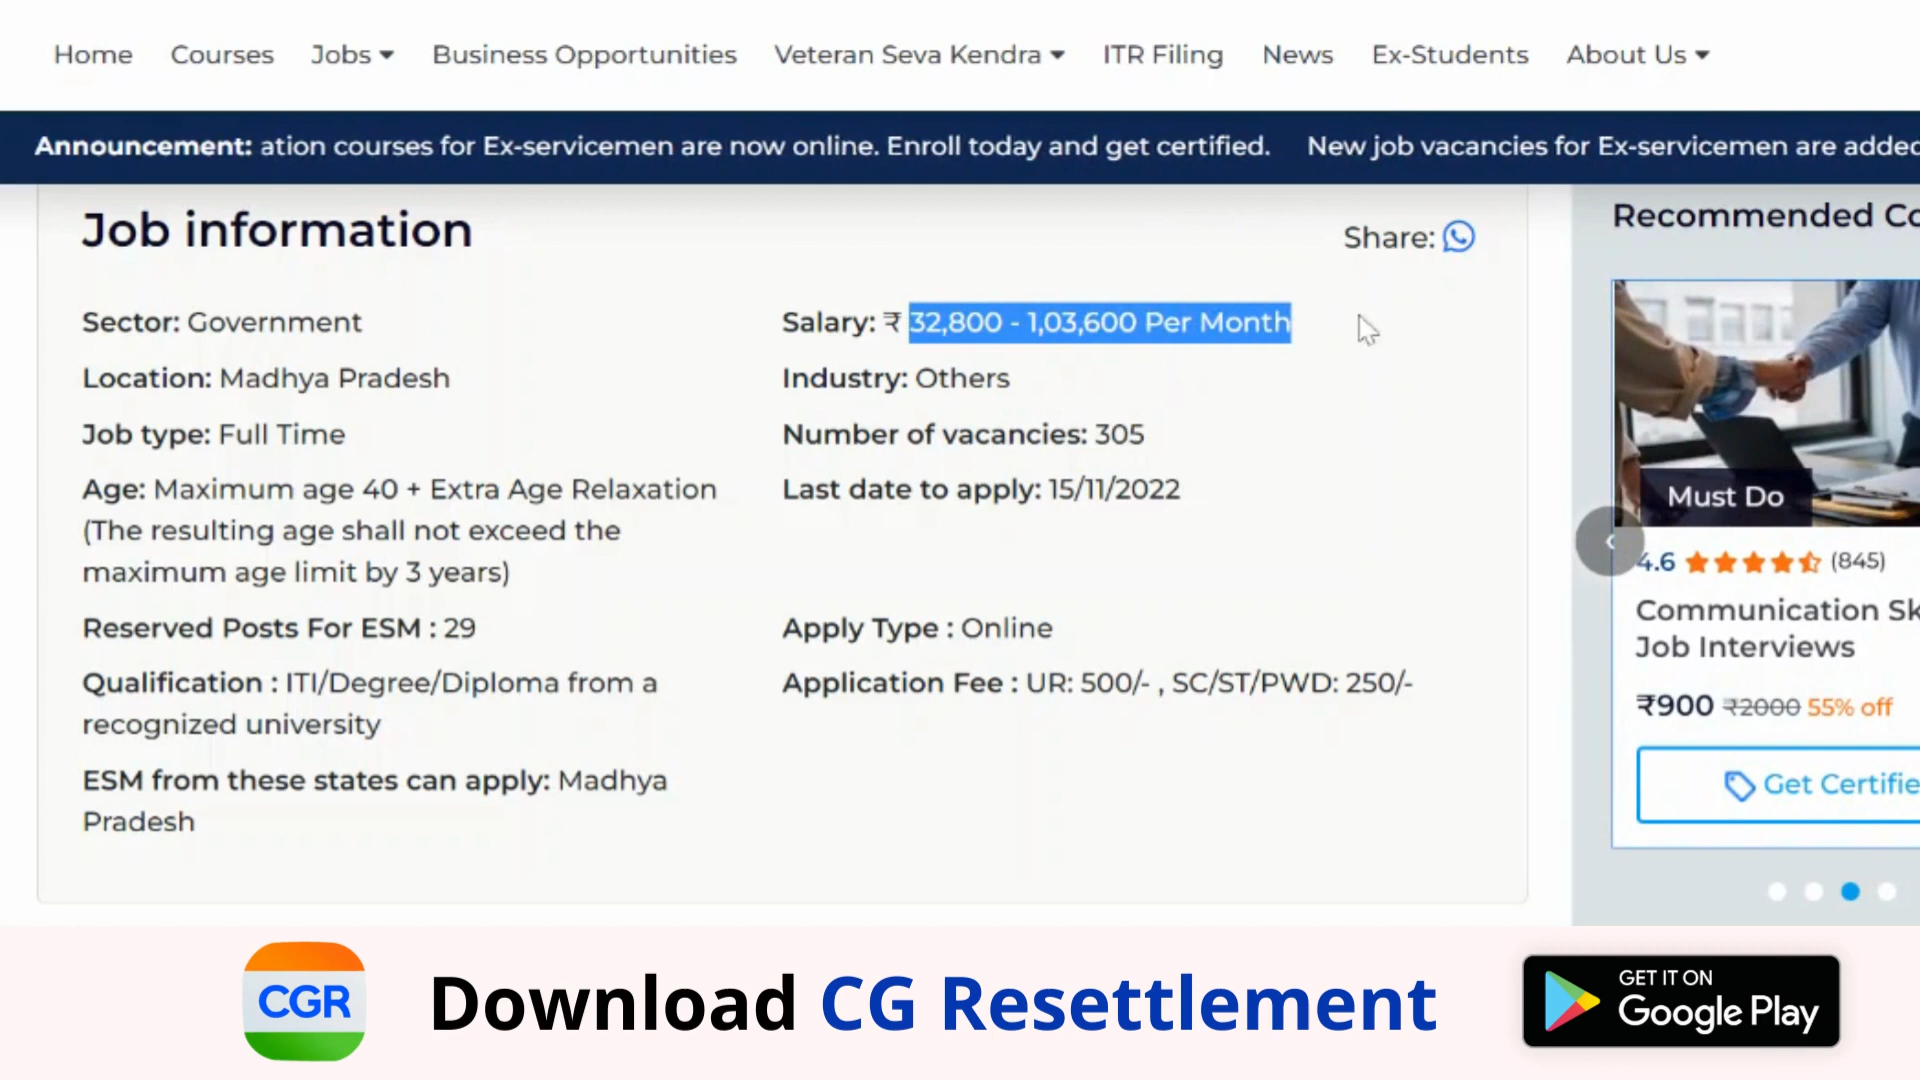 Home Courses Jobs Business Opportunities Veteran Seva Kendra ITR Filing News Ex-Students About Us
Announcement: ation courses for Ex-servicemen are now online. Enroll today and get certified. New job vacancies for Ex-servicemen are added
Job information
Share:
Sector: Government
Salary: ₹ 32,800 - 1,03,600 Per Month
Location: Madhya Pradesh
Industry: Others
Job type: Full Time
Number of vacancies: 305
Age: Maximum age 40 + Extra Age Relaxation
(The resulting age shall not exceed the
maximum age limit by 3 years)
Last date to apply: 15/11/2022
Reserved Posts For ESM : 29
Apply Type : Online
Qualification : ITI/Degree/Diploma from a
recognized university
Application Fee : UR: 500/- , SC/ST/PWD: 250/-
ESM from these states can apply: Madhya
Pradesh
Recommended Co
Must Do
4.6 (845)
Communication Sk
Job Interviews
₹900 ₹2000 55% off
Get Certifie
CGR
Download CG Resettlement
GET IT ON
Google Play